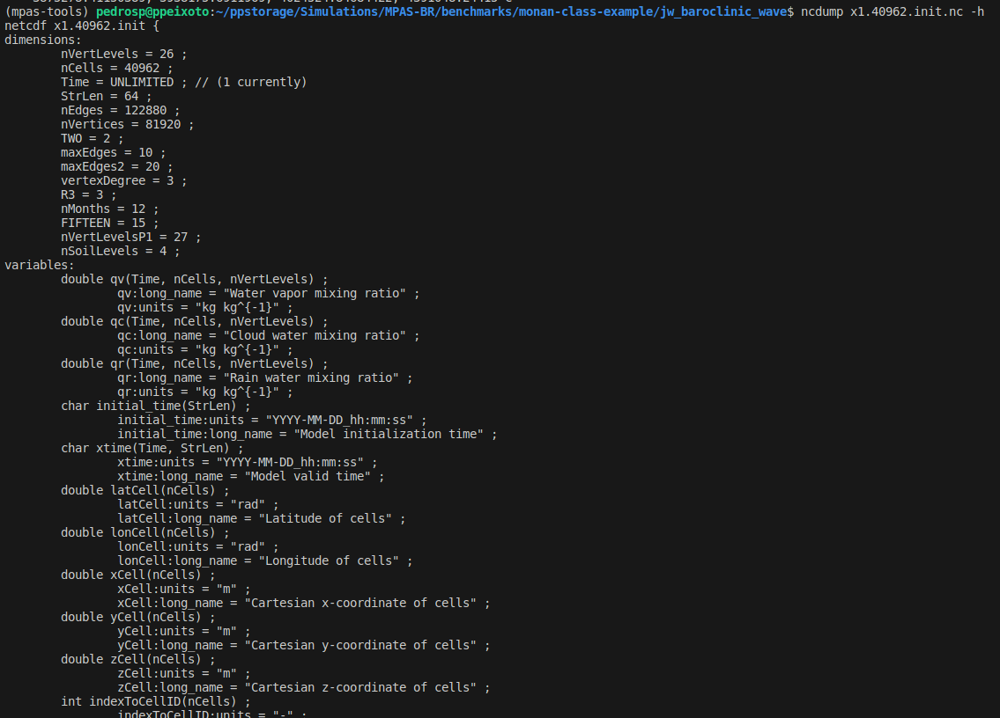 (mpas-tools) pedrosp@ppeixoto:~/ppstorage/Simulations/MPAS-BR/benchmarks/monan-class-example/jw_baroclinic_wave$ ncdump x1.40962.init.nc -h
netcdf x1.40962.init {
dimensions:
        nVertLevels = 26 ;
        nCells = 40962 ;
        Time = UNLIMITED ; // (1 currently)
        StrLen = 64 ;
        nEdges = 122880 ;
        nVertices = 81920 ;
        TWO = 2 ;
        maxEdges = 10 ;
        maxEdges2 = 20 ;
        vertexDegree = 3 ;
        R3 = 3 ;
        nMonths = 12 ;
        FIFTEEN = 15 ;
        nVertLevelsP1 = 27 ;
        nSoilLevels = 4 ;
variables:
        double qv(Time, nCells, nVertLevels) ;
                qv:long_name = "Water vapor mixing ratio" ;
                qv:units = "kg kg^{-1}" ;
        double qc(Time, nCells, nVertLevels) ;
                qc:long_name = "Cloud water mixing ratio" ;
                qc:units = "kg kg^{-1}" ;
        double qr(Time, nCells, nVertLevels) ;
                qr:long_name = "Rain water mixing ratio" ;
                qr:units = "kg kg^{-1}" ;
        char initial_time(StrLen) ;
                initial_time:units = "YYYY-MM-DD_hh:mm:ss" ;
                initial_time:long_name = "Model initialization time" ;
        char xtime(Time, StrLen) ;
                xtime:units = "YYYY-MM-DD_hh:mm:ss" ;
                xtime:long_name = "Model valid time" ;
        double latCell(nCells) ;
                latCell:units = "rad" ;
                latCell:long_name = "Latitude of cells" ;
        double lonCell(nCells) ;
                lonCell:units = "rad" ;
                lonCell:long_name = "Longitude of cells" ;
        double xCell(nCells) ;
                xCell:units = "m" ;
                xCell:long_name = "Cartesian x-coordinate of cells" ;
        double yCell(nCells) ;
                yCell:units = "m" ;
                yCell:long_name = "Cartesian y-coordinate of cells" ;
        double zCell(nCells) ;
                zCell:units = "m" ;
                zCell:long_name = "Cartesian z-coordinate of cells" ;
        int indexToCellID(nCells) ;
                indexToCellID:units = "-" ;